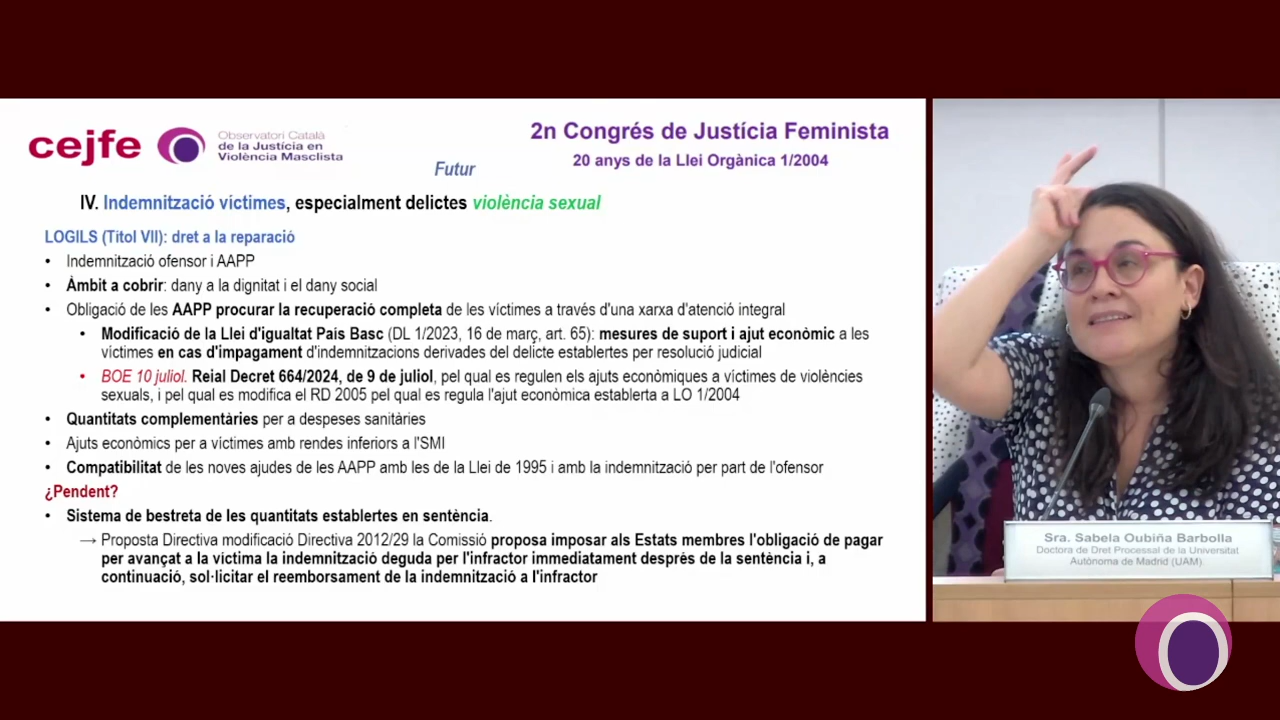 cejfe
Observatori Català
de la Justícia en
Violència Masclista
2n Congrés de Justícia Feminista
20 anys de la Llei Orgànica 1/2004
Futur
IV. Indemnització víctimes, especialment delictes violència sexual
LOGILS (Títol VII): dret a la reparació
• Indemnització ofensor i AAPP
• Àmbit a cobrir: dany a la dignitat i el dany social
• Obligació de les AAPP procurar la recuperació completa de les víctimes a través d'una xarxa d'atenció integral
• Modificació de la Llei d'igualtat País Basc (DL 1/2023, 16 de març, art. 65): mesures de suport i ajut econòmic a les
víctimes en cas d'impagament d'indemnitzacions derivades del delicte establertes per resolució judicial
• BOE 10 juliol. Reial Decret 664/2024, de 9 de juliol, pel qual es regulen els ajuts econòmiques a víctimes de violències
sexuals, i pel qual es modifica el RD 2005 pel qual es regula l'ajut econòmica establerta a LO 1/2004
• Quantitats complementàries per a despeses sanitàries
• Ajuts econòmics per a víctimes amb rendes inferiors a l'SMI
• Compatibilitat de les noves ajudes de les AAPP amb les de la Llei de 1995 i amb la indemnització per part de l'ofensor
¿Pendent?
• Sistema de bestreta de les quantitats establertes en sentència.
→ Proposta Directiva modificació Directiva 2012/29 la Comissió proposa imposar als Estats membres l'obligació de pagar
per avançat a la víctima la indemnització deguda per l'infractor immediatament després de la sentència i, a
continuació, sol·licitar el reemborsament de la indemnització a l'infractor
Sra. Sabela Oubiña Barbolla
Doctora de Dret Processal de la Universitat
Autònoma de Madrid (UAM)